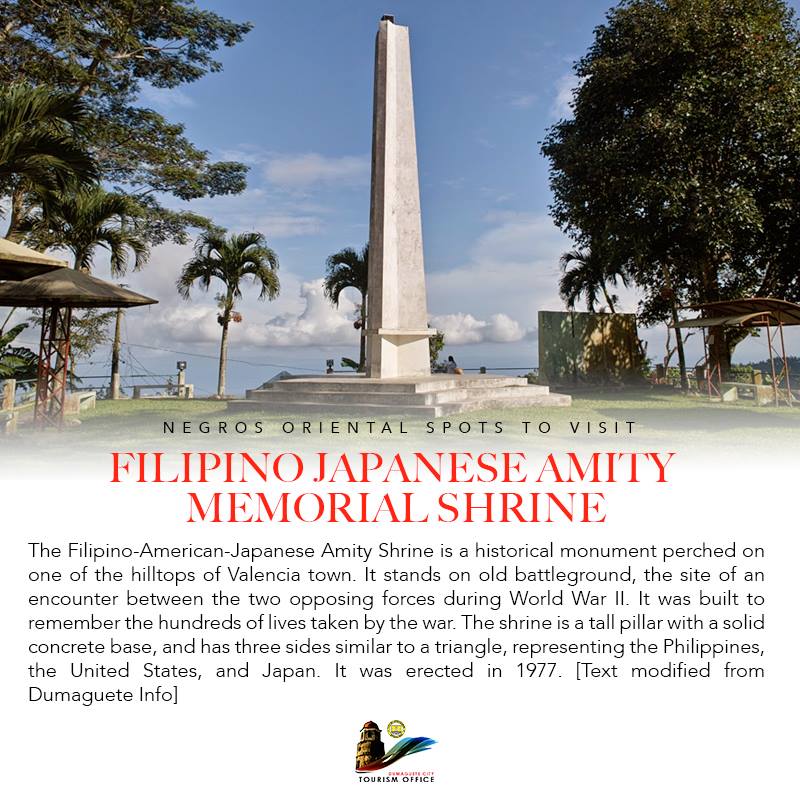 NEGROS ORIENTAL SPOTS TO VISIT
FILIPINO JAPANESE AMITY
MEMORIAL SHRINE
The Filipino-American-Japanese Amity Shrine is a historical monument perched on
one of the hilltops of Valencia town. It stands on old battleground, the site of an
encounter between the two opposing forces during World War II. It was built to
remember the hundreds of lives taken by the war. The shrine is a tall pillar with a solid
concrete base, and has three sides similar to a triangle, representing the Philippines,
the United States, and Japan. It was erected in 1977. [Text modified from
Dumaguete Info]
DUMAGUETE CITY
TOURISM OFFICE